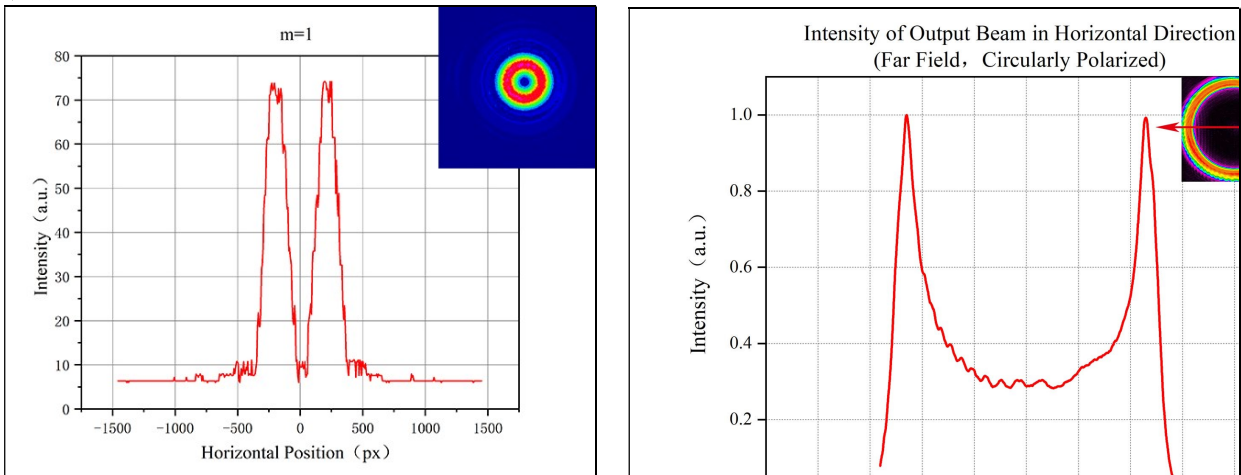 m=1
80
70
60
50
40
30
20
10
0
Intensity（a.u.）
−1500 −1000 −500 0 500 1000 1500
Horizontal Position（px）
Intensity of Output Beam in Horizontal Direction
(Far Field， Circularly Polarized)
1.0
0.8
0.6
0.4
0.2
Intensity（a.u.）